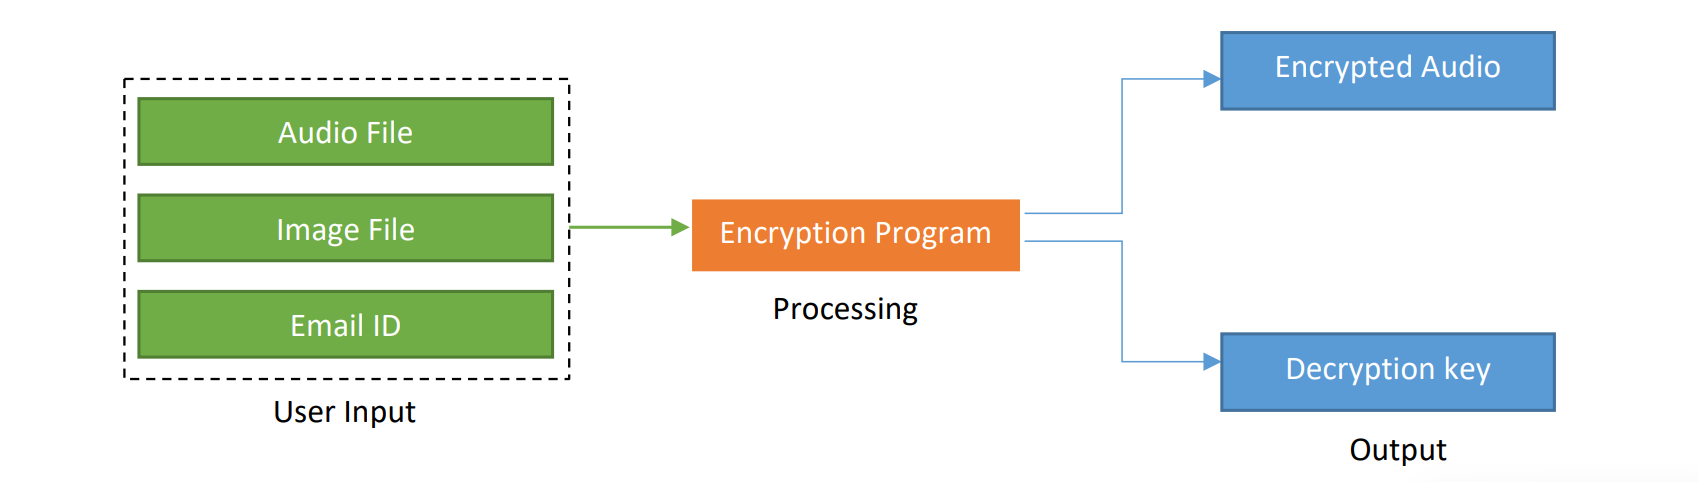 Audio File
Image File
Email ID
User Input
Encryption Program
Processing
Encrypted Audio
Decryption key
Output